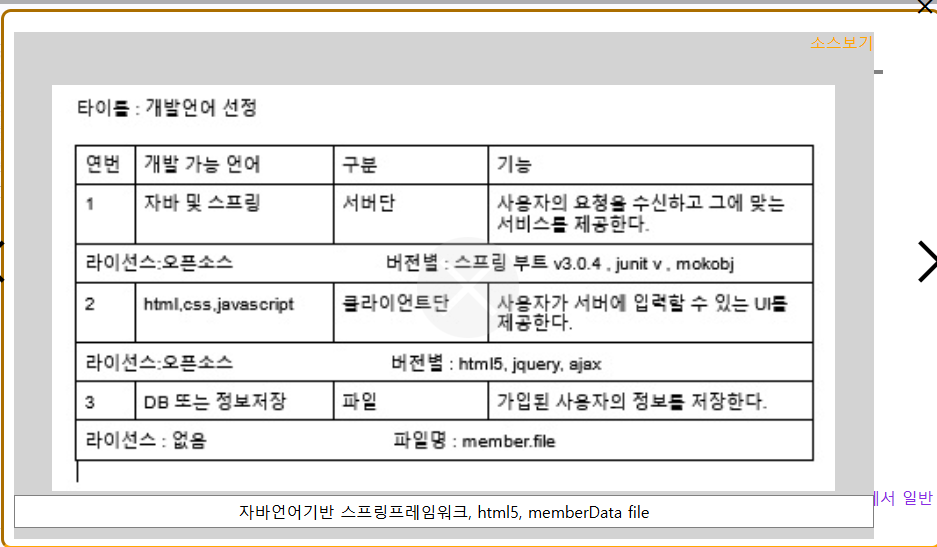 소스보기
타이틀 : 개발언어 선정
연번 개발 가능 언어 구분 기능
1 자바 및 스프링 서버단 사용자의 요청을 수신하고 그에 맞는
서비스를 제공한다.
라이선스:오픈소스 버전별 : 스프링 부트 v3.0.4 , junit v , mokobj
2 html,css,javascript 클라이언트단 사용자가 서버에 입력할 수 있는 UI를
제공한다.
라이선스:오픈소스 버전별 : html5, jquery, ajax
3 DB 또는 정보저장 파일 가입된 사용자의 정보를 저장한다.
라이선스 : 없음 파일명 : member.file
에서 일반
자바언어기반 스프링프레임워크, html5, memberData file